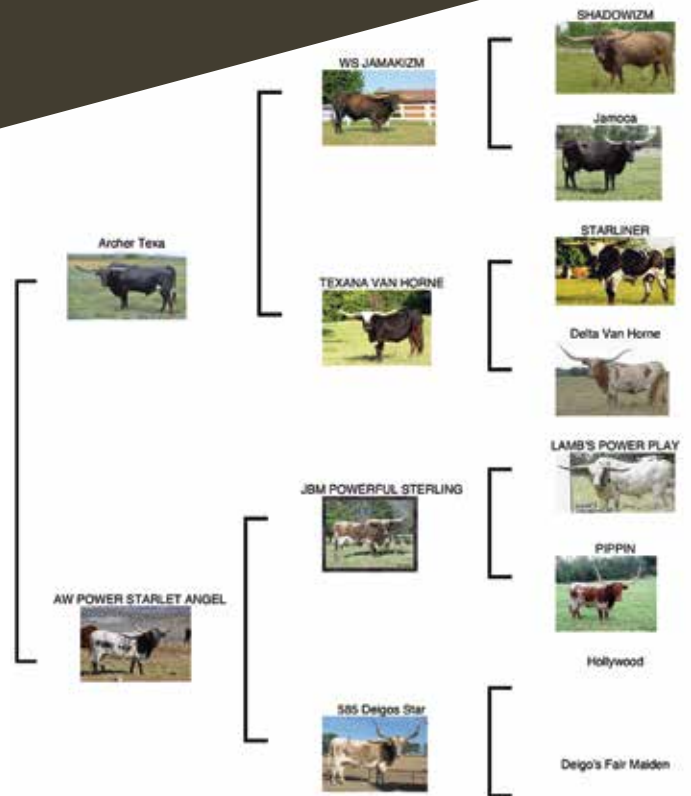 SHADOWIZM
WS JAMAKIZM
Jamoca
Archer Texa
STARLINER
TEXANA VAN HORNE
Delta Van Horne
LAMB'S POWER PLAY
JBM POWERFUL STERLING
PIPPIN
AW POWER STARLET ANGEL
Hollywood
585 Deigos Star
Deigo's Fair Maiden